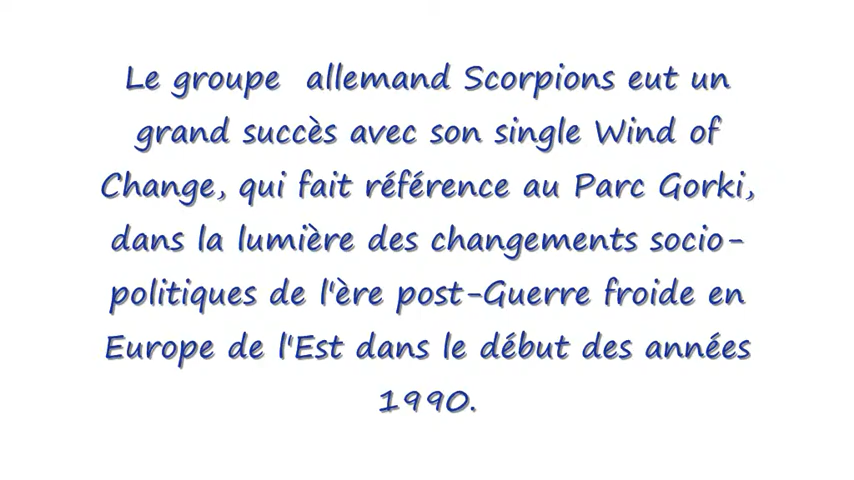 Le groupe  allemand Scorpions eut un
grand succès avec son single Wind of
Change, qui fait référence au Parc Gorki,
dans la lumière des changements socio-
politiques de l'ère post-Guerre froide en
Europe de l'Est dans le début des années
1990.